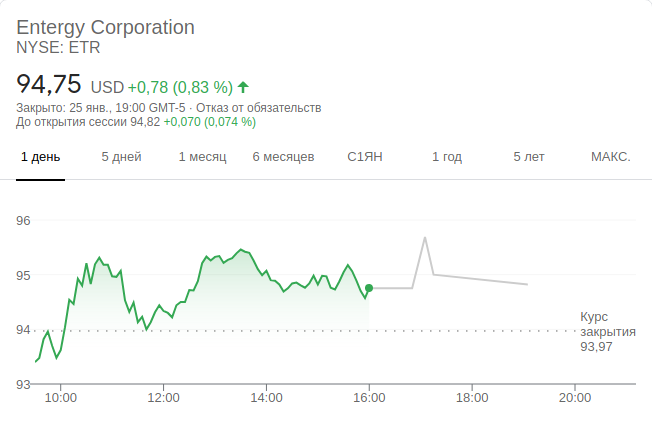 Entergy Corporation
NYSE: ETR
94,75 USD +0,78 (0,83 %)
Закрыто: 25 янв., 19:00 GMT-5 · Отказ от обязательств
До открытия сессии 94,82 +0,070 (0,074 %)
1 день 5 дней 1 месяц 6 месяцев С1ЯН 1 год 5 лет МАКС.
96
95
94
Курс
закрытия
93,97
93
10:00 12:00 14:00 16:00 18:00 20:00